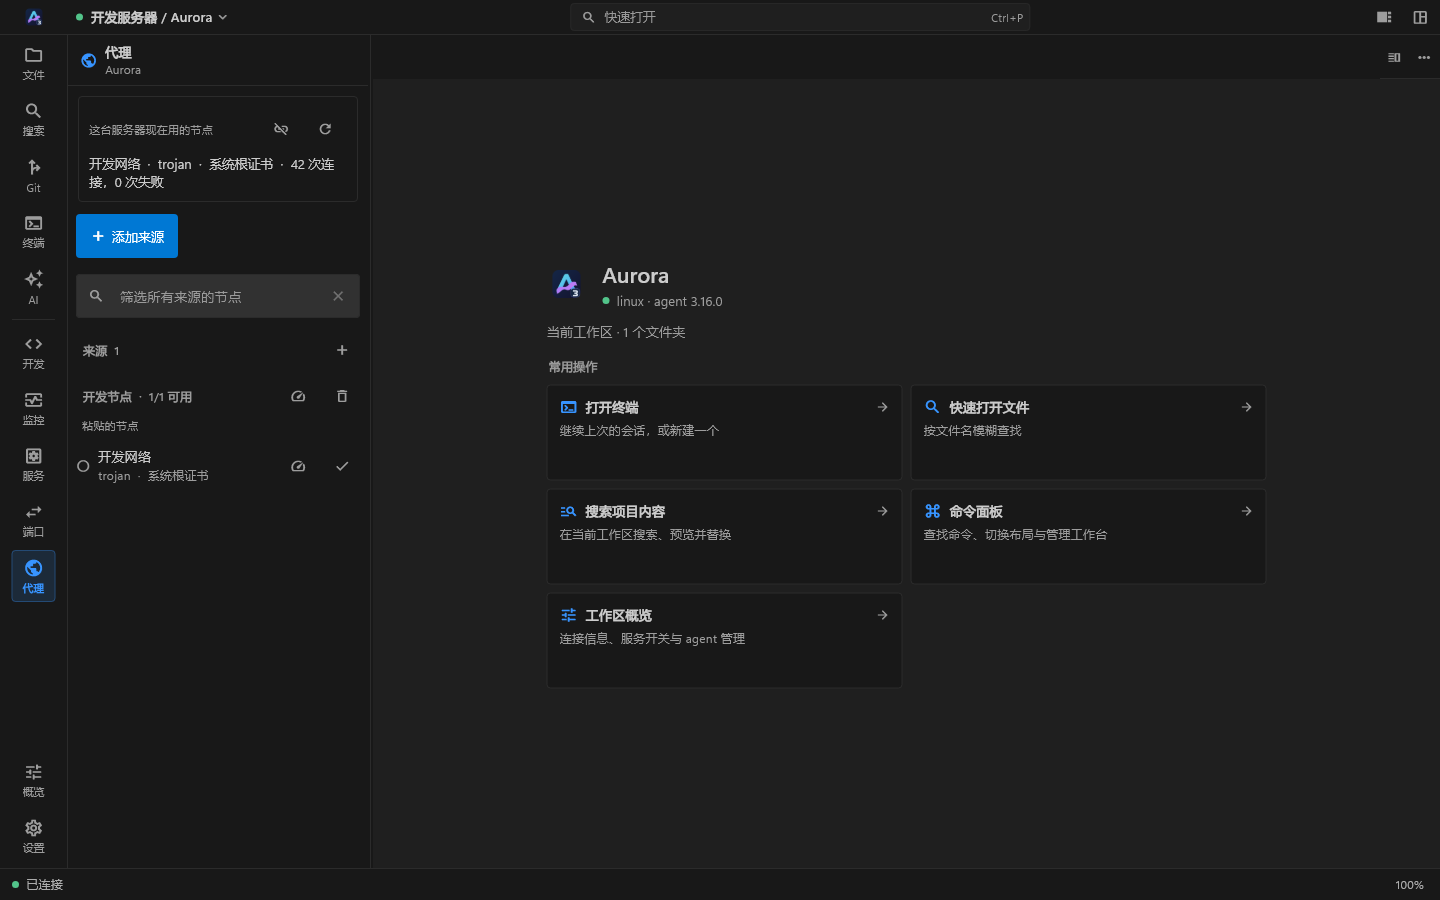 开发服务器 / Aurora
快速打开
Ctrl+P
文件
搜索
Git
终端
AI
开发
监控
服务
端口
代理
概览
设置
代理
Aurora
这台服务器现在用的节点
开发网络 · trojan · 系统根证书 · 42 次连
接，0 次失败
添加来源
筛选所有来源的节点
来源 1
开发节点 · 1/1 可用
粘贴的节点
开发网络
trojan · 系统根证书
Aurora
linux · agent 3.16.0
当前工作区 · 1 个文件夹
常用操作
打开终端
继续上次的会话，或新建一个
快速打开文件
按文件名模糊查找
搜索项目内容
在当前工作区搜索、预览并替换
命令面板
查找命令、切换布局与管理工作台
工作区概览
连接信息、服务开关与 agent 管理
已连接
100%